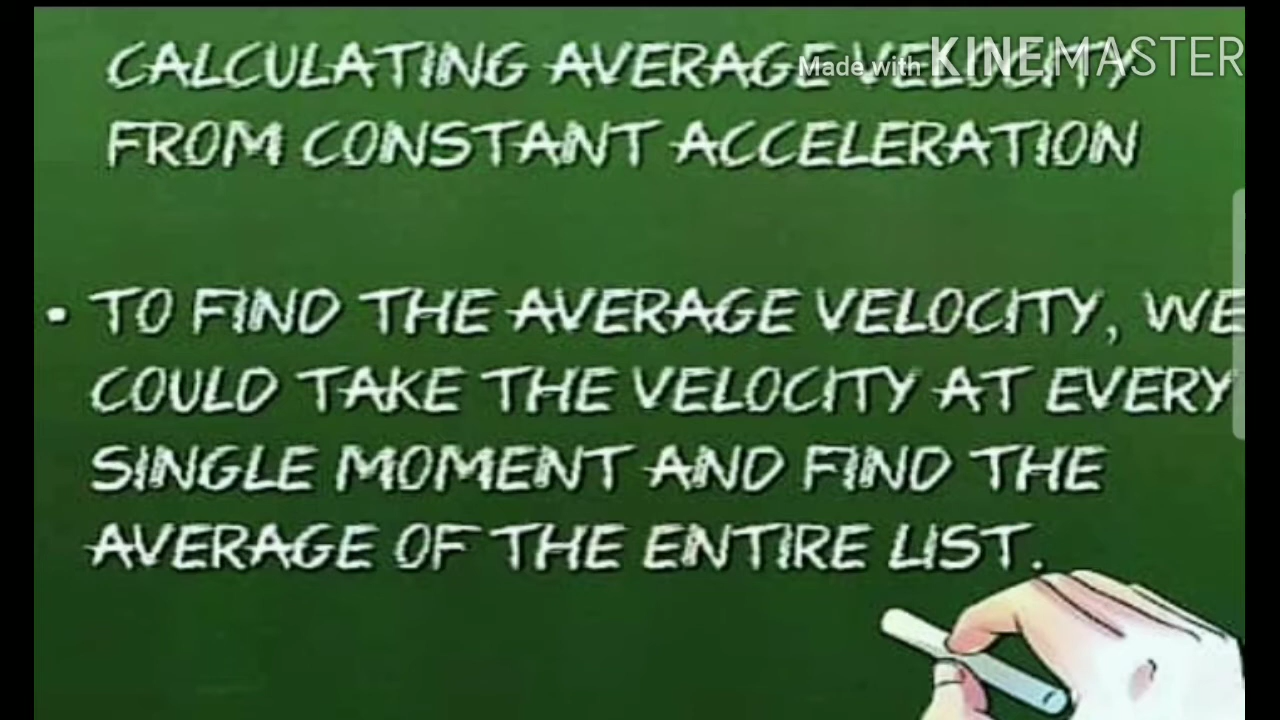 CALCULATING AVERAGE VELOCITY
Made with KINEMASTER
FROM CONSTANT ACCELERATION
• TO FIND THE AVERAGE VELOCITY, WE
COULD TAKE THE VELOCITY AT EVERY
SINGLE MOMENT AND FIND THE
AVERAGE OF THE ENTIRE LIST.